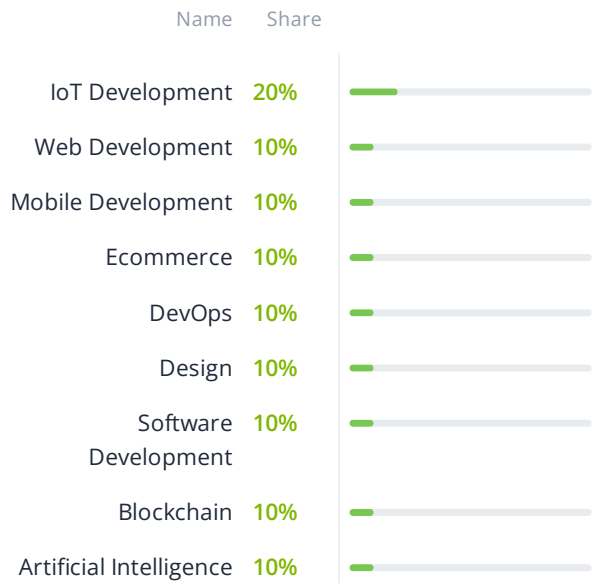 Name Share
IoT Development 20%
Web Development 10%
Mobile Development 10%
Ecommerce 10%
DevOps 10%
Design 10%
Software 10%
Development
Blockchain 10%
Artificial Intelligence 10%